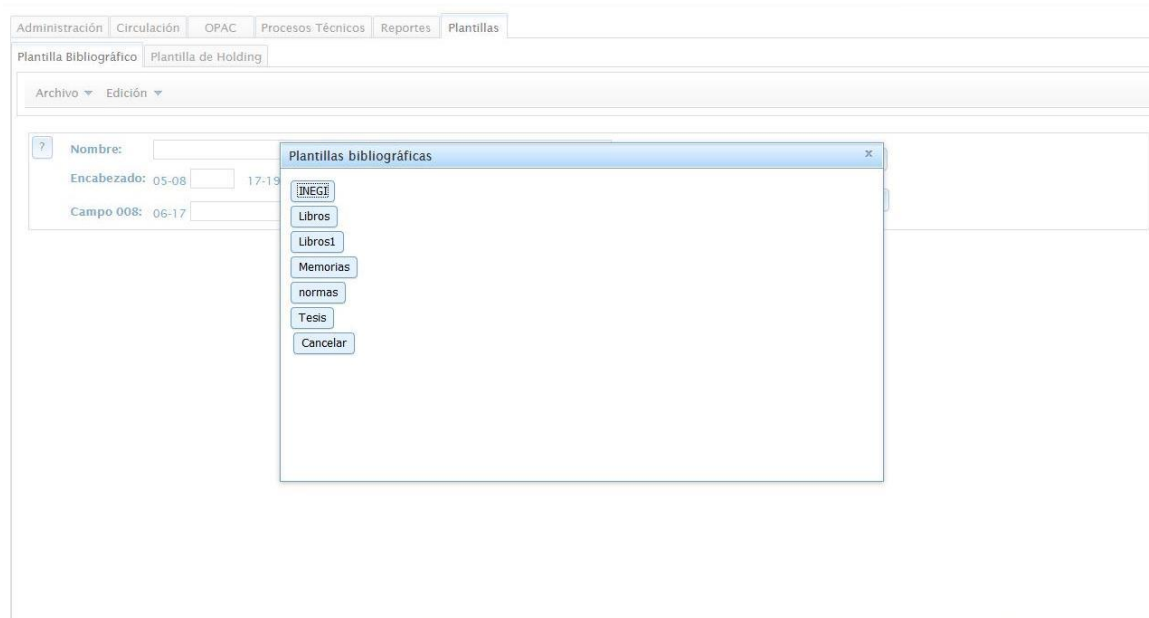 Administración Circulación OPAC Procesos Técnicos Reportes Plantillas
Plantilla Bibliográfico Plantilla de Holding
Archivo Edición
? Nombre:
Plantillas bibliográficas x
Encabezado: 05-08 17-19
INEGI
Campo 008: 06-17
Libros
Libros1
Memorias
normas
Tesis
Cancelar